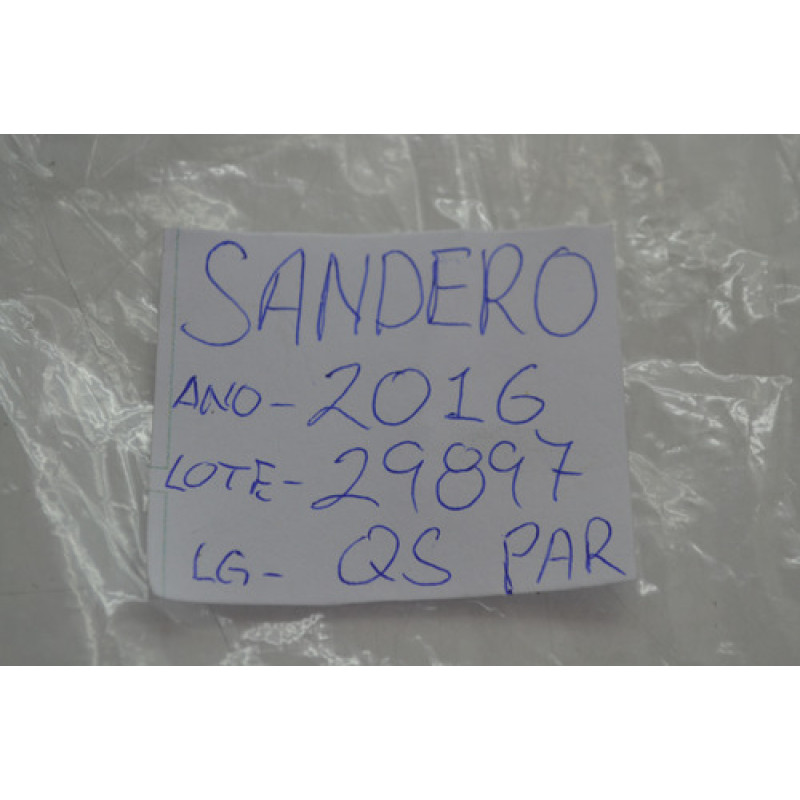 SANDERO
ANO - 2016
LOTE - 29897
LG - QS PAR